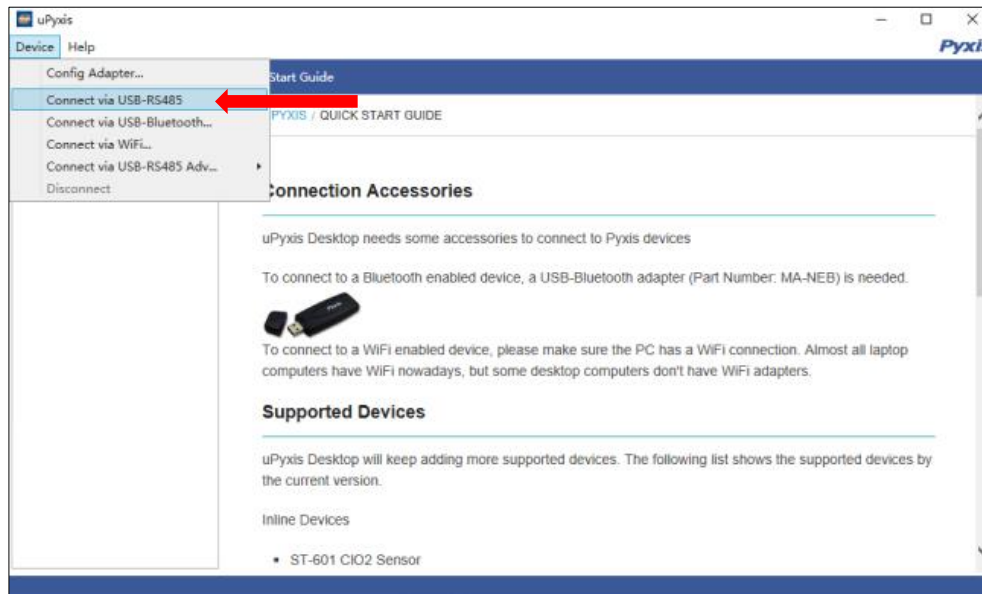 uPyxis
Device Help
Pyxis
Config Adapter...
Connect via USB-RS485
Connect via USB-Bluetooth...
Connect via WiFi...
Connect via USB-RS485 Adv...
Disconnect
Start Guide
PYXIS / QUICK START GUIDE
Connection Accessories
uPyxis Desktop needs some accessories to connect to Pyxis devices
To connect to a Bluetooth enabled device, a USB-Bluetooth adapter (Part Number: MA-NEB) is needed.
To connect to a WiFi enabled device, please make sure the PC has a WiFi connection. Almost all laptop
computers have WiFi nowadays, but some desktop computers don't have WiFi adapters.
Supported Devices
uPyxis Desktop will keep adding more supported devices. The following list shows the supported devices by
the current version.
Inline Devices
• ST-601 ClO2 Sensor